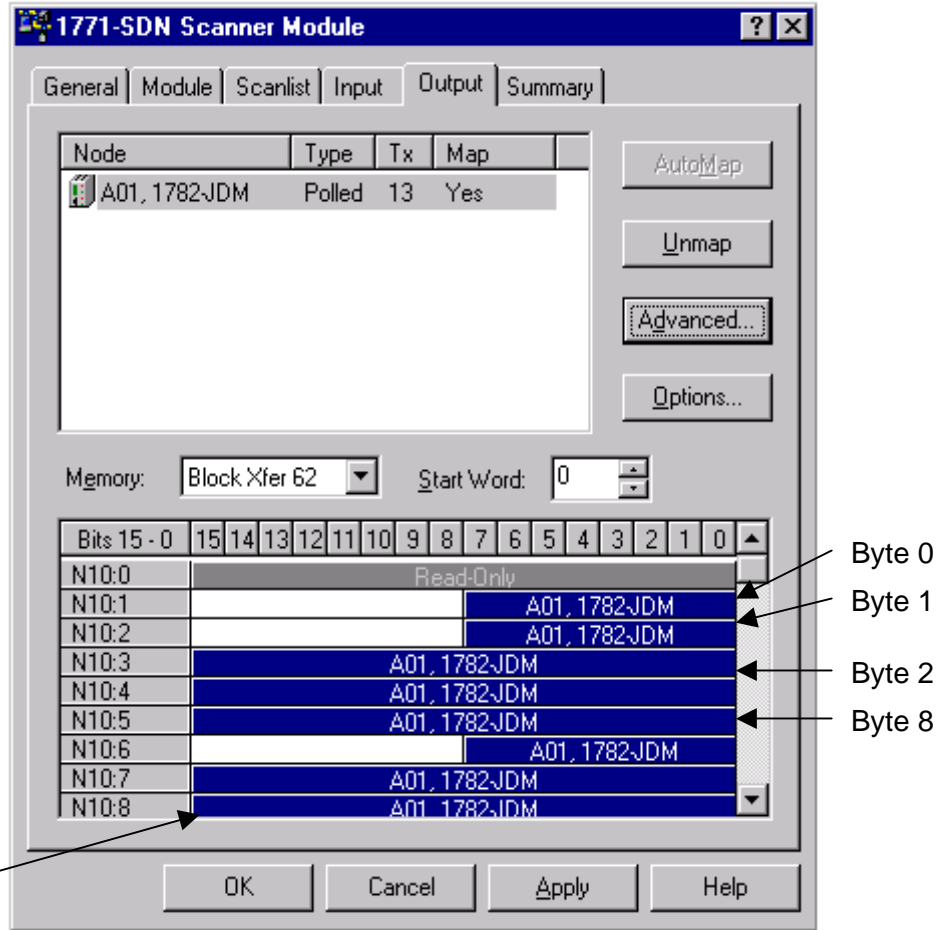 1771-SDN Scanner Module
General Module Scanlist Input Output Summary
Node Type Tx Map
A01, 1782-JDM Polled 13 Yes
AutoMap
Unmap
Advanced...
Options...
Memory: Block Xfer 62 Start Word: 0
Bits 15 - 0 15 14 13 12 11 10 9 8 7 6 5 4 3 2 1 0
N10:0 Read-Only
N10:1 A01, 1782-JDM
N10:2 A01, 1782-JDM
N10:3 A01, 1782-JDM
N10:4 A01, 1782-JDM
N10:5 A01, 1782-JDM
N10:6 A01, 1782-JDM
N10:7 A01, 1782-JDM
N10:8 A01, 1782-JDM
Byte 0
Byte 1
Byte 2
Byte 8
OK Cancel Apply Help